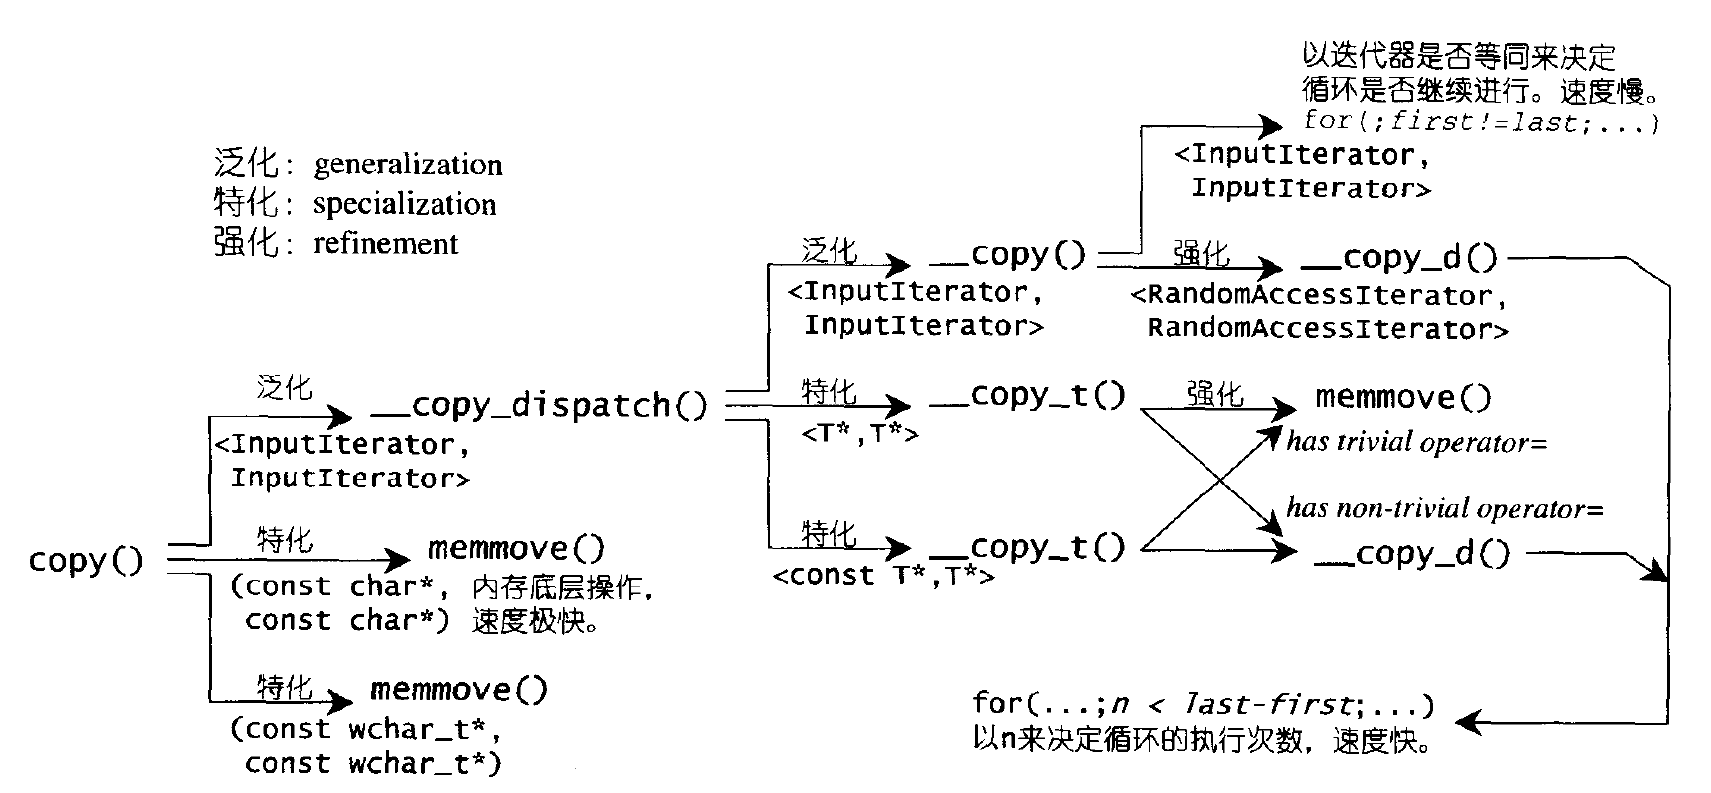 以迭代器是否等同来决定
循环是否继续进行。速度慢。
for(;first!=last;...)
<InputIterator,
InputIterator>
泛化: generalization
特化: specialization
强化: refinement
泛化
__copy()
<InputIterator,
InputIterator>
强化
__copy_d()
<RandomAccessIterator,
RandomAccessIterator>
泛化
__copy_dispatch()
<InputIterator,
InputIterator>
特化
__copy_t()
<T*,T*>
强化
memmove()
has trivial operator=
has non-trivial operator=
__copy_d()
特化
__copy_t()
<const T*,T*>
copy()
特化
memmove()
(const char*, 内存底层操作,
const char*) 速度极快。
特化
memmove()
(const wchar_t*,
const wchar_t*)
for(...;n < last-first;...)
以n来决定循环的执行次数, 速度快。